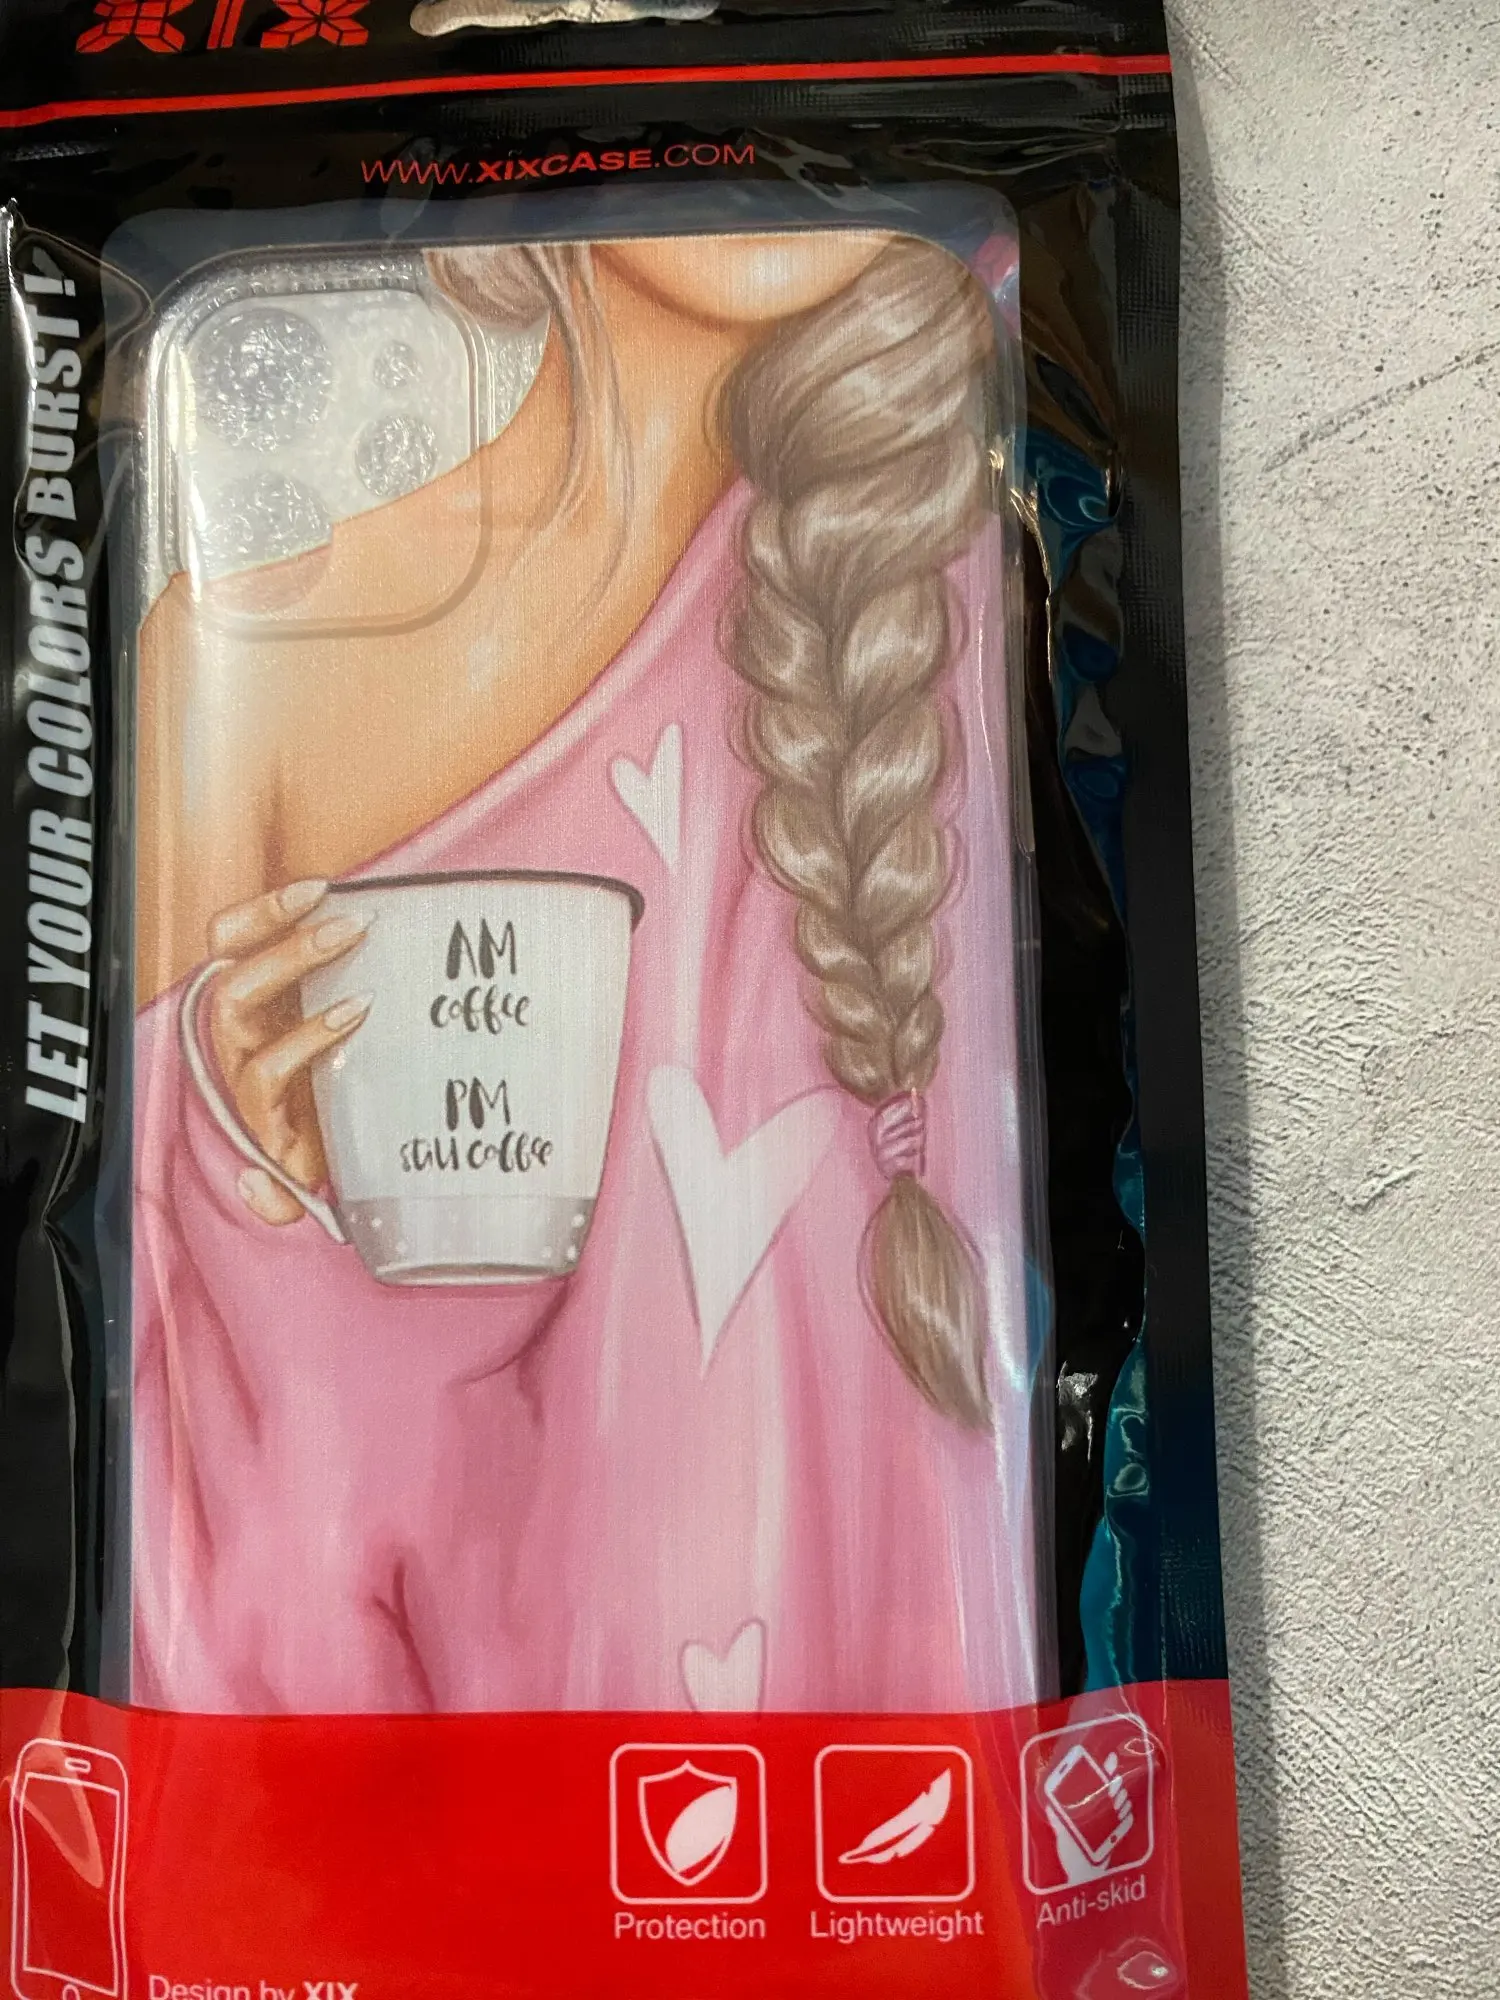 XIX
WWW.XIXCASE.COM
LET YOUR COLORS BURST!
AM
coffee
PM
still coffee
Protection
Lightweight
Anti-skid
Design by XIX